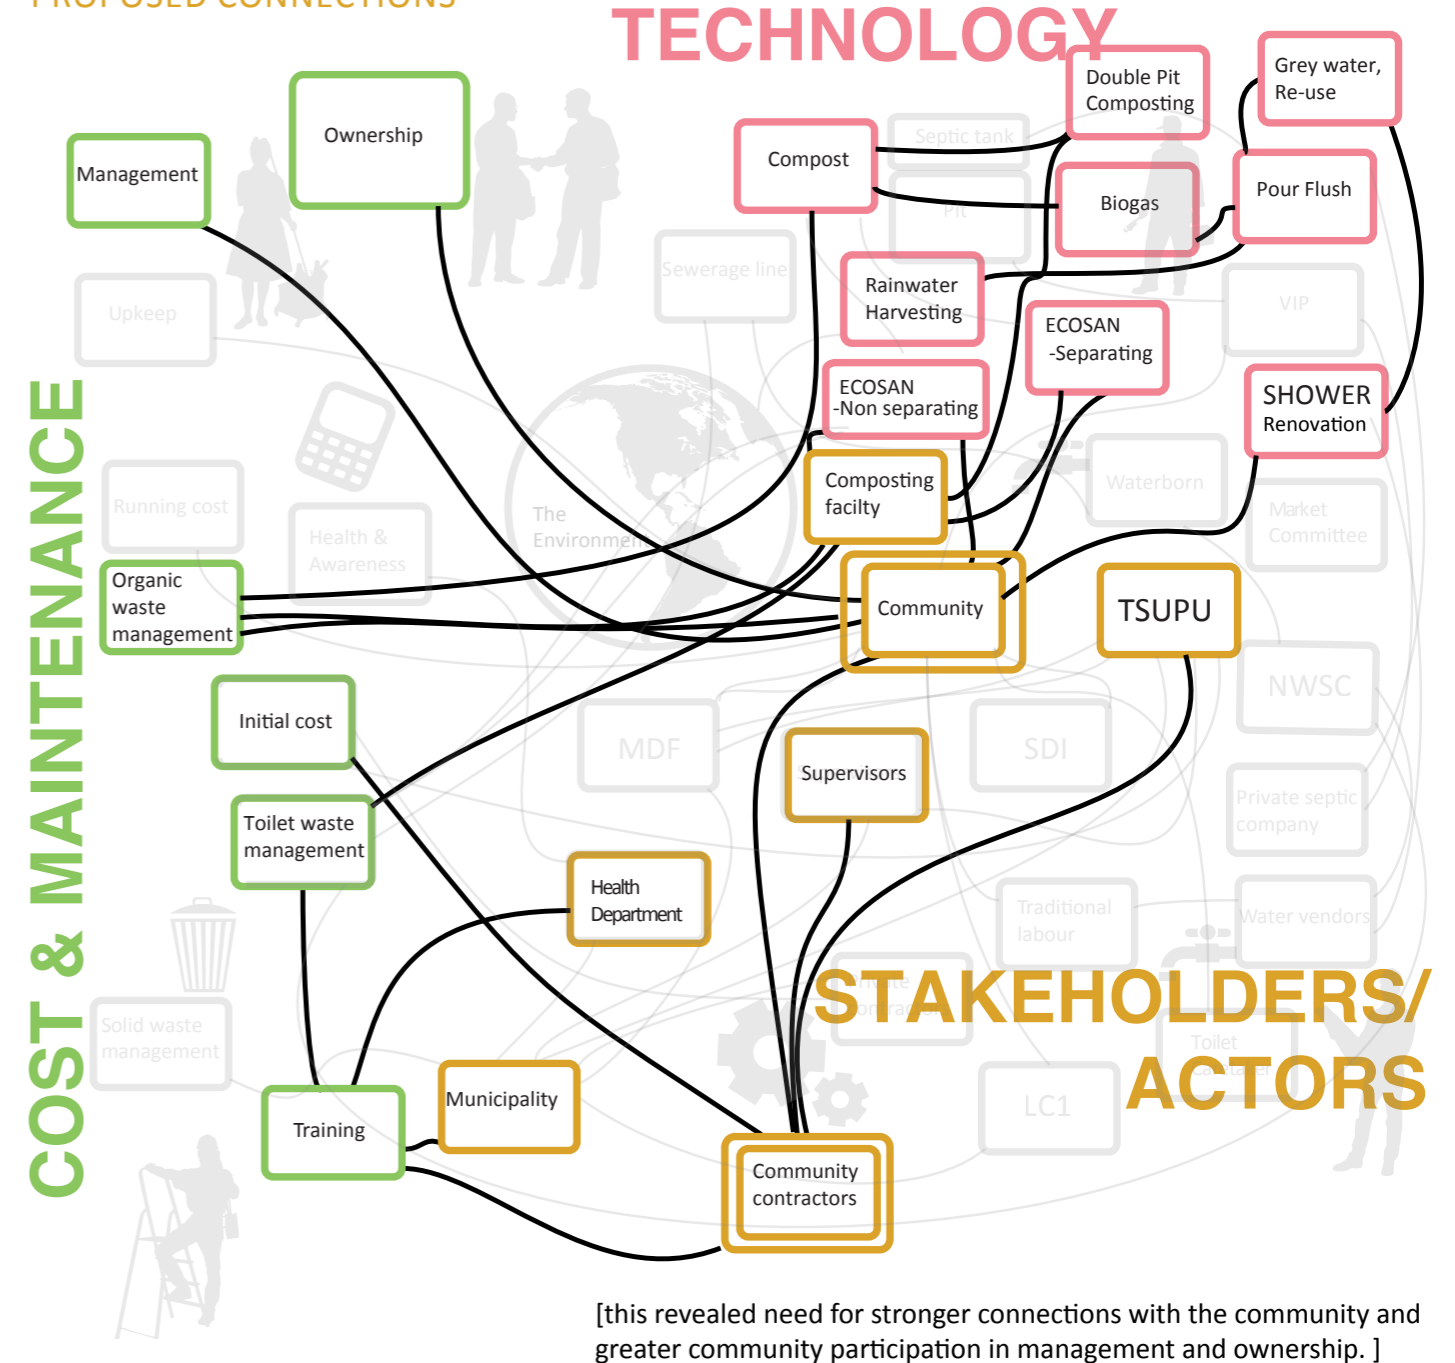 PROPOSED CONNECTIONS
TECHNOLOGY
Double Pit
Composting
Grey water,
Re-use
Ownership
Septic tank
Compost
Management
Pour Flush
Biogas
Pit
Sewerage line
Rainwater
Harvesting
VIP
Upkeep
ECOSAN
-Separating
ECOSAN
-Non separating
SHOWER
Renovation
COST & MAINTENANCE
Composting
facilty
Waterborn
Running cost
The
Environment
Market
Committee
Health &
Awareness
Organic
waste
management
Community
TSUPU
NWSC
Initial cost
MDF
SDI
Supervisors
Private septic
company
Toilet waste
management
Health
Department
Traditional
labour
Water vendors
Private
contractors
STAKEHOLDERS/
ACTORS
Solid waste
management
Toilet
Municipality
LC1
Training
Community
contractors
[this revealed need for stronger connections with the community and
greater community participation in management and ownership. ]